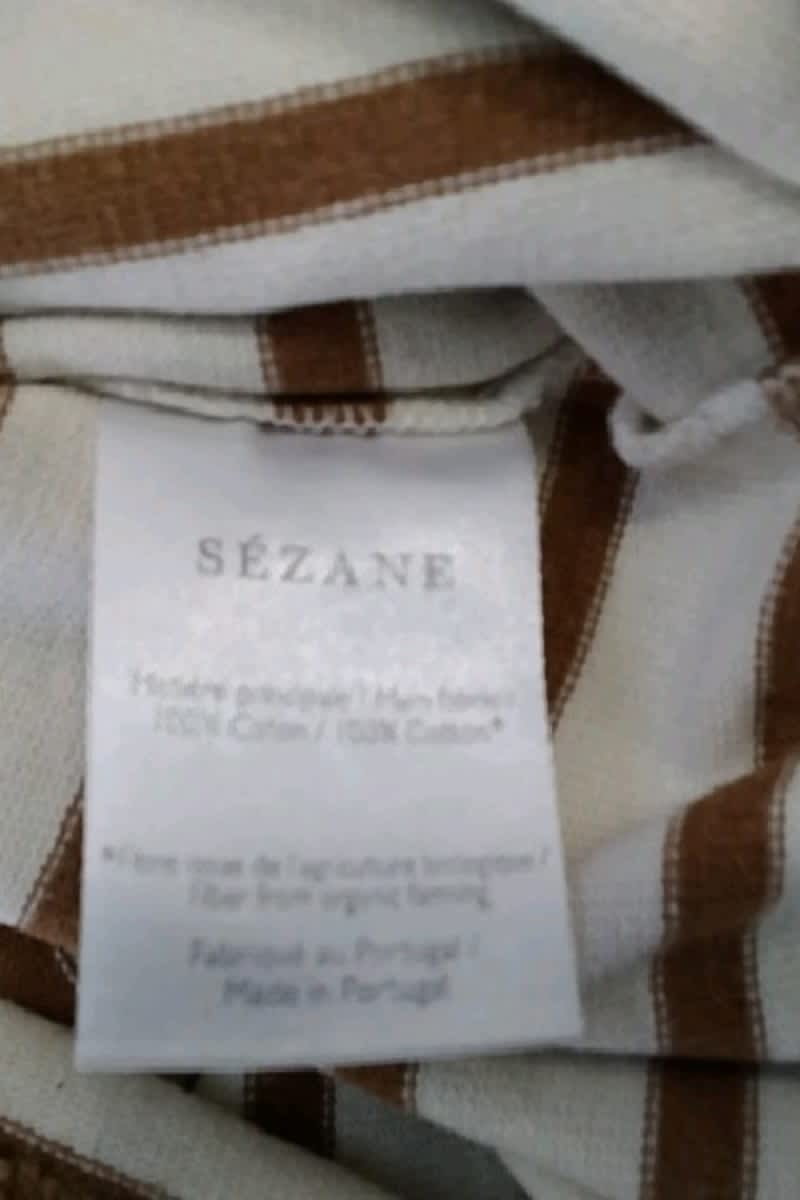 SÉZANE
Matière principale / Main fabric:
100% Coton / 100% Cotton*
*Fibre issue de l'agriculture biologique /
Fiber from organic farming
Fabriqué au Portugal /
Made in Portugal